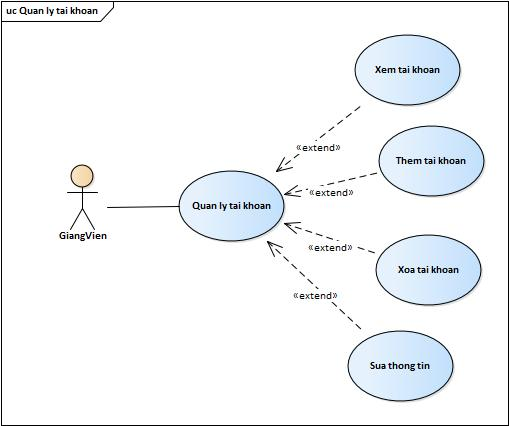 uc Quan ly tai khoan
Xem tai khoan
«extend»
Them tai khoan
«extend»
Quan ly tai khoan
GiangVien
«extend»
Xoa tai khoan
«extend»
Sua thong tin